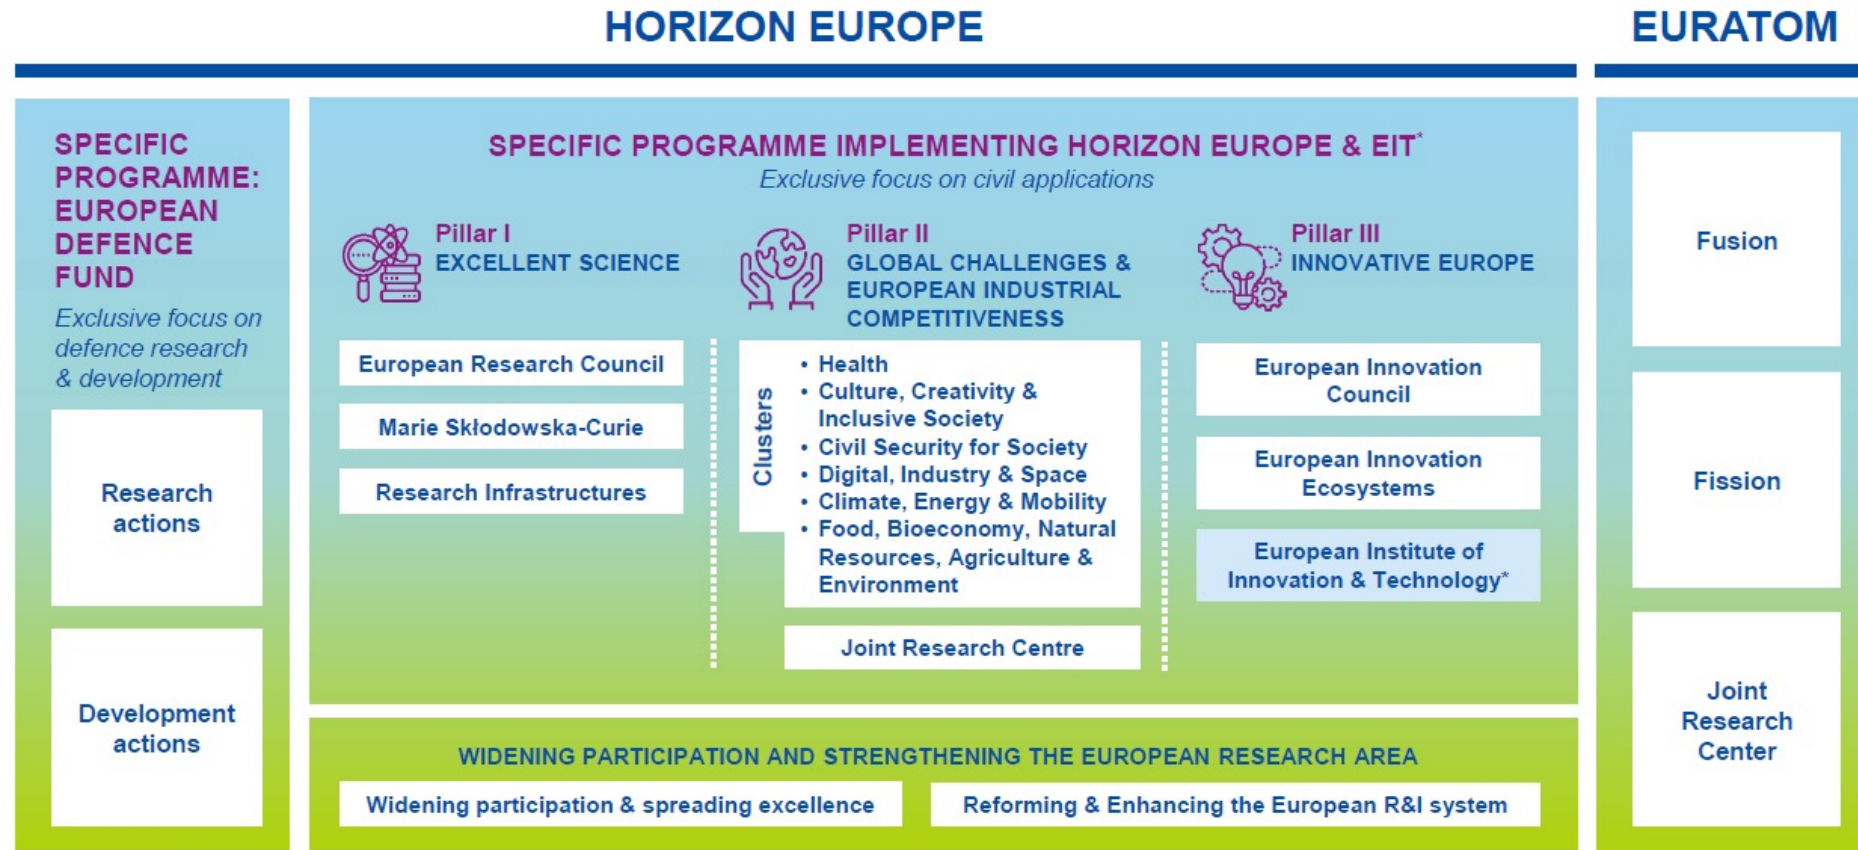 HORIZON EUROPE
EURATOM
SPECIFIC
PROGRAMME:
EUROPEAN
DEFENCE
FUND
Exclusive focus on
defence research
& development
Research
actions
Development
actions
SPECIFIC PROGRAMME IMPLEMENTING HORIZON EUROPE & EIT*
Exclusive focus on civil applications
Pillar I
EXCELLENT SCIENCE
European Research Council
Marie Skłodowska-Curie
Research Infrastructures
Pillar II
GLOBAL CHALLENGES &
EUROPEAN INDUSTRIAL
COMPETITIVENESS
Clusters
• Health
• Culture, Creativity &
Inclusive Society
• Civil Security for Society
• Digital, Industry & Space
• Climate, Energy & Mobility
• Food, Bioeconomy, Natural
Resources, Agriculture &
Environment
Joint Research Centre
Pillar III
INNOVATIVE EUROPE
European Innovation
Council
European Innovation
Ecosystems
European Institute of
Innovation & Technology*
WIDENING PARTICIPATION AND STRENGTHENING THE EUROPEAN RESEARCH AREA
Widening participation & spreading excellence
Reforming & Enhancing the European R&I system
Fusion
Fission
Joint
Research
Center